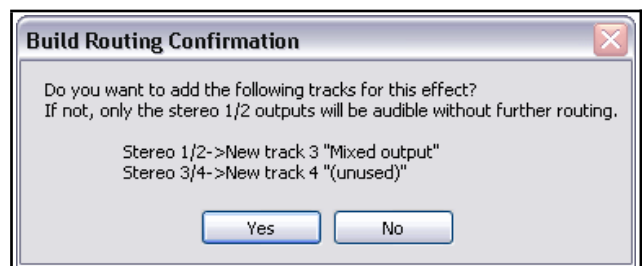 Build Routing Confirmation
Do you want to add the following tracks for this effect?
If not, only the stereo 1/2 outputs will be audible without further routing.
Stereo 1/2->New track 3 "Mixed output"
Stereo 3/4->New track 4 "(unused)"
Yes
No